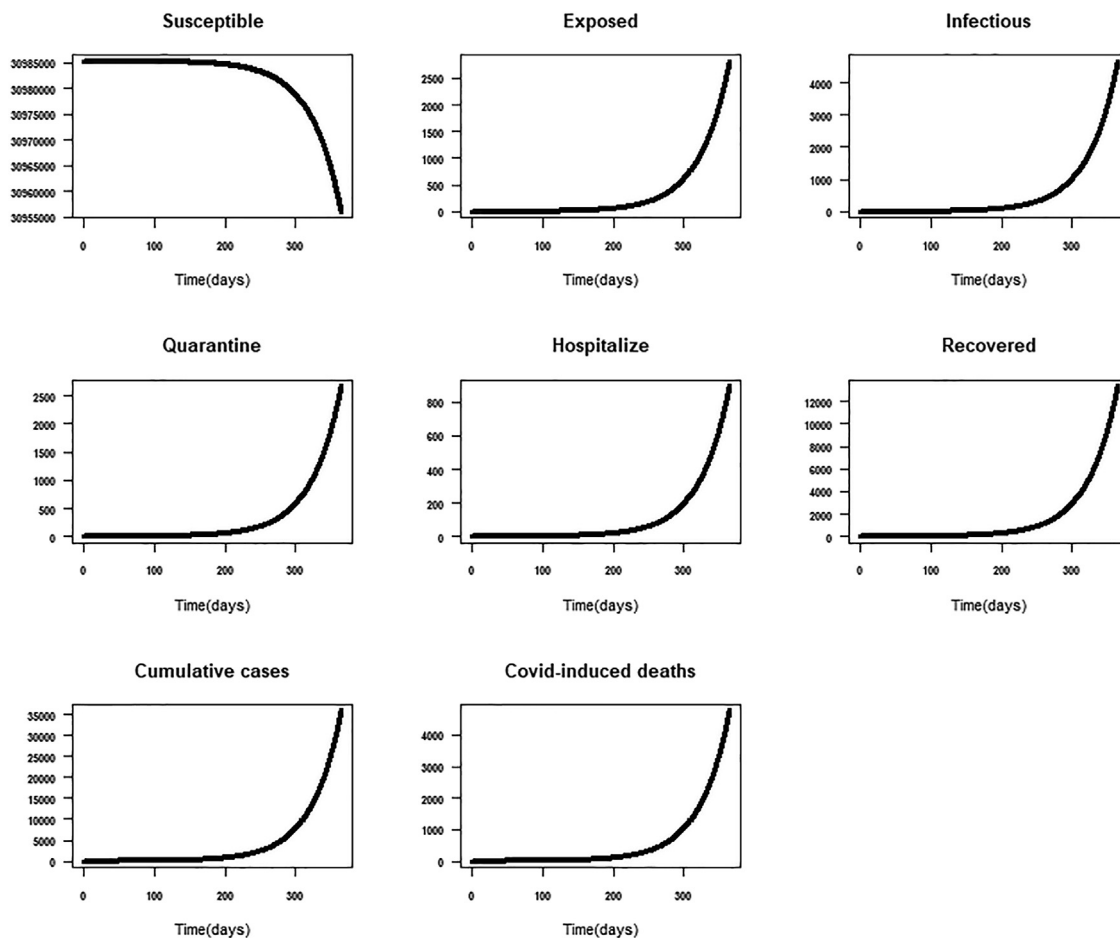 Susceptible
30985000
30980000
30975000
30970000
30965000
30960000
30955000
0 100 200 300
Time(days)
Exposed
2500
2000
1500
1000
500
0
0 100 200 300
Time(days)
Infectious
4000
3000
2000
1000
0
0 100 200 300
Time(days)
Quarantine
2500
2000
1500
1000
500
0
0 100 200 300
Time(days)
Hospitalize
800
600
400
200
0
0 100 200 300
Time(days)
Recovered
12000
10000
8000
6000
4000
2000
0
0 100 200 300
Time(days)
Cumulative cases
35000
30000
25000
20000
15000
10000
5000
0
0 100 200 300
Time(days)
Covid-induced deaths
4000
3000
2000
1000
0
0 100 200 300
Time(days)